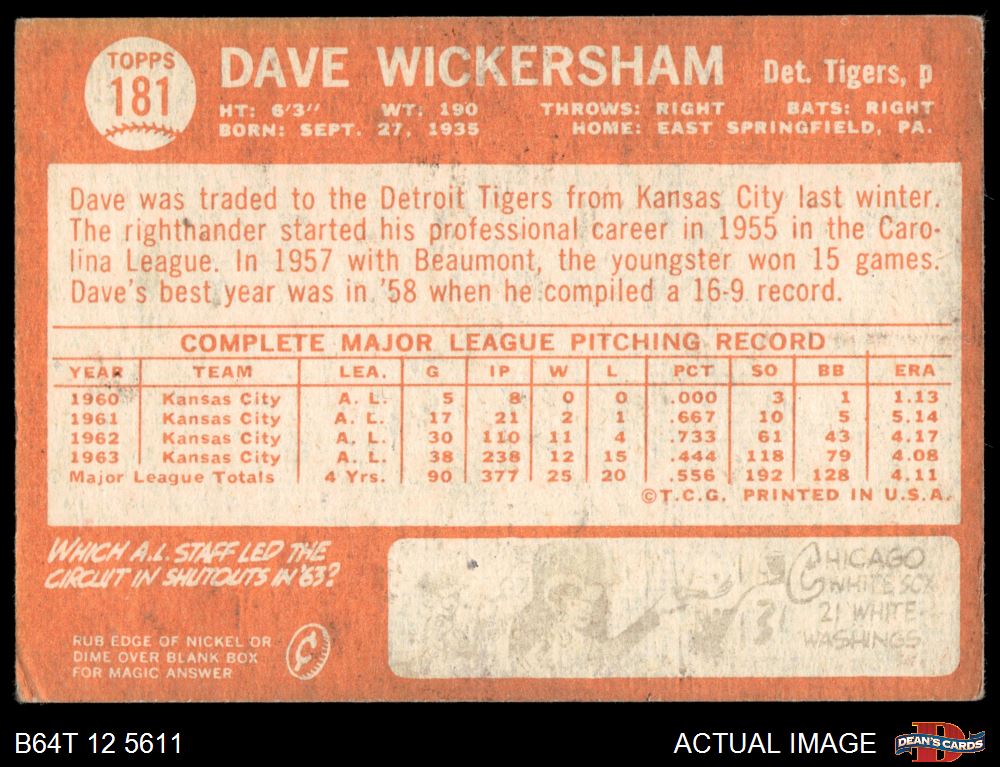 TOPPS
181
DAVE WICKERSHAM Det. Tigers, p
HT: 6'3" WT: 190 THROWS: RIGHT BATS: RIGHT
BORN: SEPT. 27, 1935 HOME: EAST SPRINGFIELD, PA.
Dave was traded to the Detroit Tigers from Kansas City last winter.
The righthander started his professional career in 1955 in the Caro-
lina League. In 1957 with Beaumont, the youngster won 15 games.
Dave's best year was in '58 when he compiled a 16-9 record.
COMPLETE MAJOR LEAGUE PITCHING RECORD
YEAR TEAM LEA. G IP W L PCT SO BB ERA
1960 Kansas City A. L. 5 8 0 0 .000 3 1 1.13
1961 Kansas City A. L. 17 21 2 1 .667 10 5 5.14
1962 Kansas City A. L. 30 110 11 4 .733 61 43 4.17
1963 Kansas City A. L. 38 238 12 15 .444 118 79 4.08
Major League Totals 4 Yrs. 90 377 25 20 .556 192 128 4.11
©T.C.G. PRINTED IN U.S.A.
WHICH A.L. STAFF LED THE
CIRCUIT IN SHUTOUTS IN '63?
RUB EDGE OF NICKEL OR
DIME OVER BLANK BOX
FOR MAGIC ANSWER
CHICAGO
WHITE SOX
21 WHITE-
WASHINGS
B64T 12 5611
ACTUAL IMAGE
DEAN'S CARDS